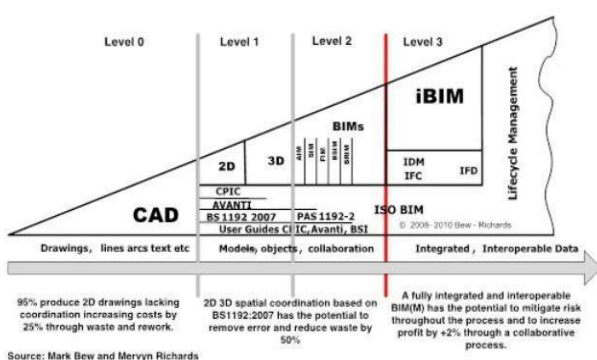 Level 0 Level 1 Level 2 Level 3
iBIM
BIMs
2D 3D
AIM SIM FIM BSIM BRIM
IDM
IFC IFD
Lifecycle Management
CPIC
AVANTI
BS 1192 2007 PAS 1192-2
User Guides CPIC, Avanti, BSI
CAD
ISO BIM
© 2008-2010 Bew - Richards
Drawings, lines arcs text etc Models, objects, collaboration Integrated , Interoperable Data
95% produce 2D drawings lacking
coordination increasing costs by
25% through waste and rework.
2D 3D spatial coordination based on
BS1192:2007 has the potential to
remove error and reduce waste by
50%
A fully integrated and interoperable
BIM(M) has the potential to mitigate risk
throughout the process and to increase
profit by +2% through a collaborative
process.
Source: Mark Bew and Mervyn Richards